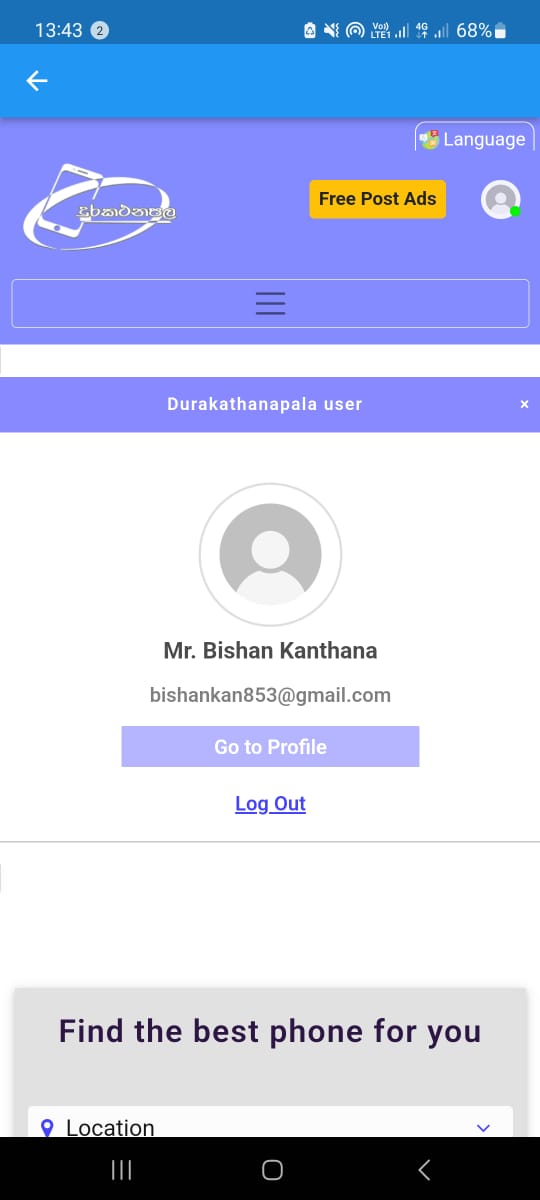 13:43 2 Vo)) LTE1 4G 68%
Language
දුරකථනපල
Free Post Ads
Durakathanapala user ×
Mr. Bishan Kanthana
bishankan853@gmail.com
Go to Profile
Log Out
Find the best phone for you
Location